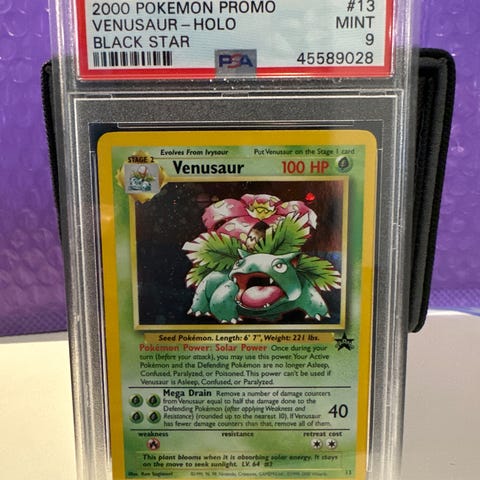 2000 POKEMON PROMO #13
VENUSAUR-HOLO MINT
BLACK STAR 9
PSA 45589028
Evolves From Ivysaur Put Venusaur on the Stage 1 card
STAGE 2 Venusaur 100 HP
Seed Pokémon. Length: 6' 7", Weight: 221 lbs.
Pokémon Power: Solar Power Once during your
turn (before your attack), you may use this power. Your Active
Pokémon and the Defending Pokémon are no longer Asleep,
Confused, Paralyzed, or Poisoned. This power can't be used if
Venusaur is Asleep, Confused, or Paralyzed.
Mega Drain Remove a number of damage counters
from Venusaur equal to half the damage done to the
Defending Pokémon (after applying Weakness and
Resistance) (rounded up to the nearest 10). If Venusaur
has fewer damage counters than that, remove all of them.
40
weakness resistance retreat cost
This plant blooms when it is absorbing solar energy. It stays
on the move to seek sunlight. LV. 64 #3
Illus. Ken Sugimori
13